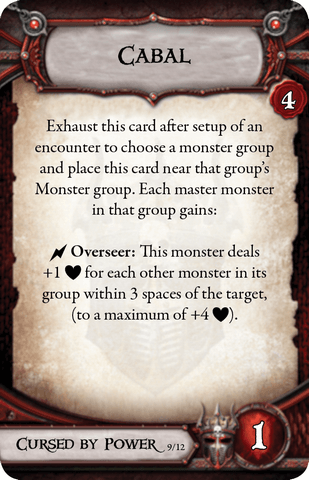 CABAL
4
Exhaust this card after setup of an
encounter to choose a monster group
and place this card near that group's
Monster group. Each master monster
in that group gains:
Overseer: This monster deals
+1 for each other monster in its
group within 3 spaces of the target,
(to a maximum of +4 ).
CURSED BY POWER 9/12
1